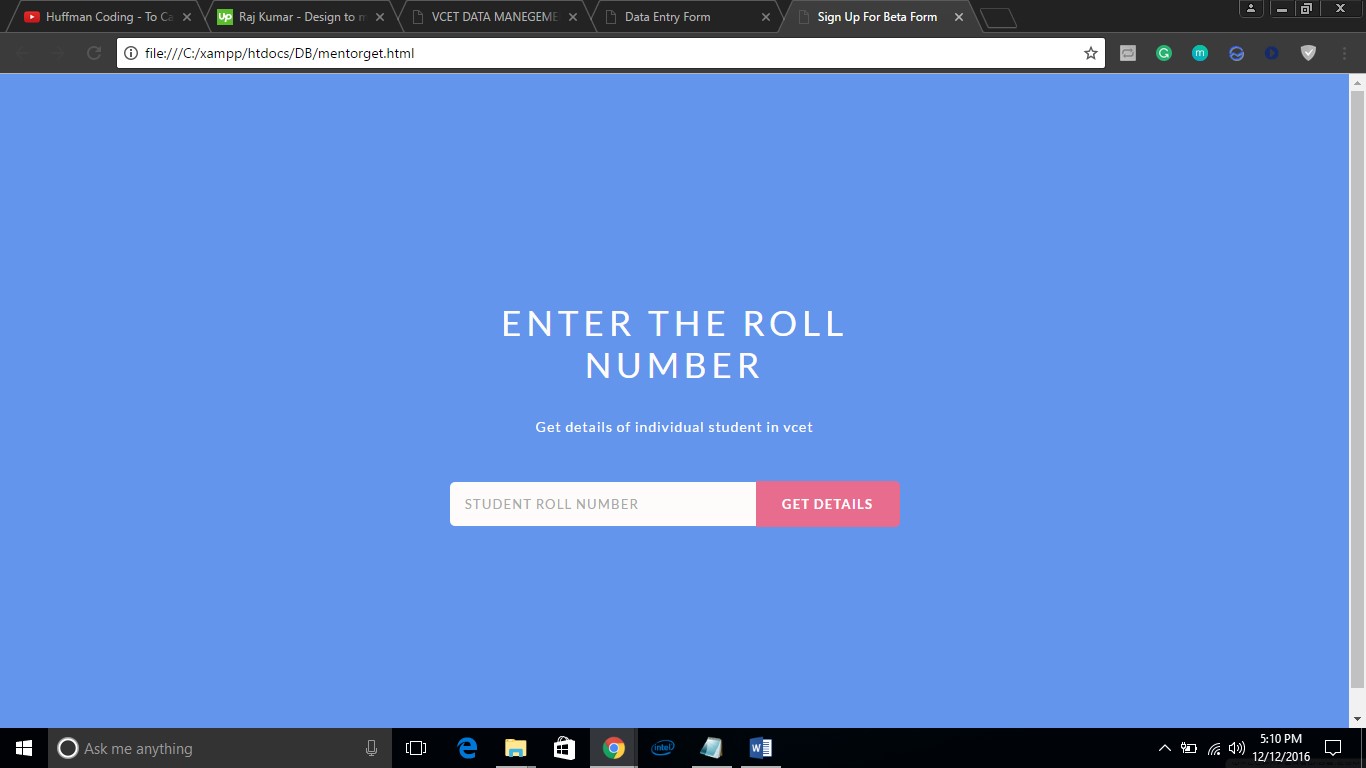 Huffman Coding - To Ca
Up Raj Kumar - Design to m
VCET DATA MANEGEME
Data Entry Form
Sign Up For Beta Form
file:///C:/xampp/htdocs/DB/mentorget.html
ENTER THE ROLL
NUMBER
Get details of individual student in vcet
STUDENT ROLL NUMBER
GET DETAILS
Ask me anything
intel
5:10 PM
12/12/2016